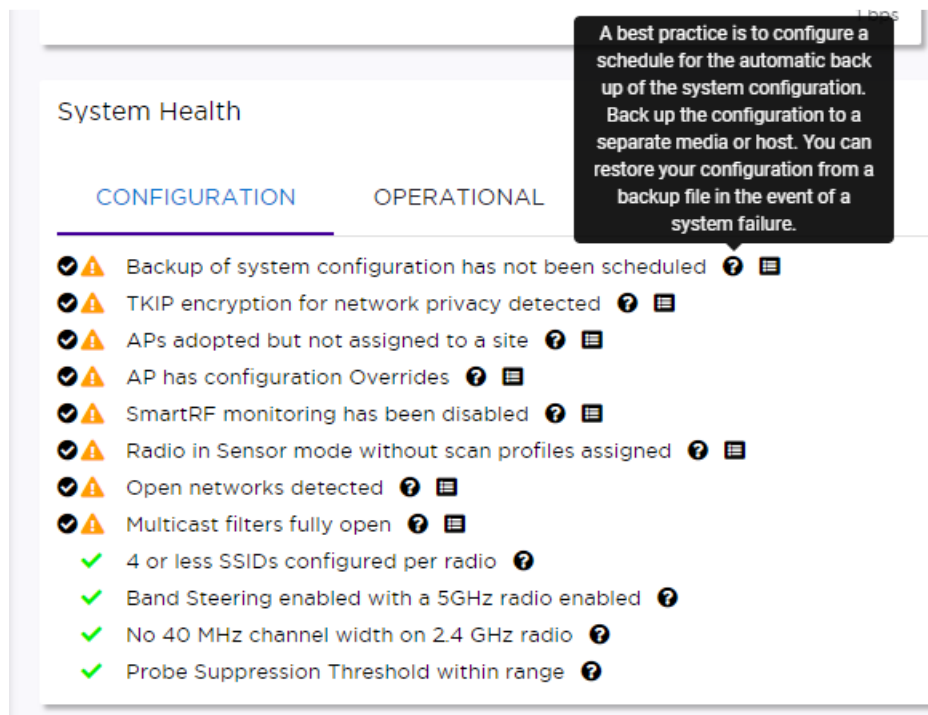 A best practice is to configure a
schedule for the automatic back
up of the system configuration.
Back up the configuration to a
separate media or host. You can
restore your configuration from a
backup file in the event of a
system failure.
System Health
CONFIGURATION
OPERATIONAL
Backup of system configuration has not been scheduled
TKIP encryption for network privacy detected
APs adopted but not assigned to a site
AP has configuration Overrides
SmartRF monitoring has been disabled
Radio in Sensor mode without scan profiles assigned
Open networks detected
Multicast filters fully open
4 or less SSIDs configured per radio
Band Steering enabled with a 5GHz radio enabled
No 40 MHz channel width on 2.4 GHz radio
Probe Suppression Threshold within range